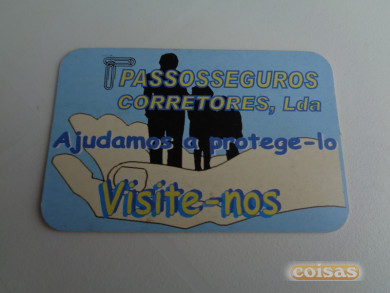 PASSOSSEGUROS
CORRETORES, Lda
Ajudamos a protege-lo
Visite-nos
coisas